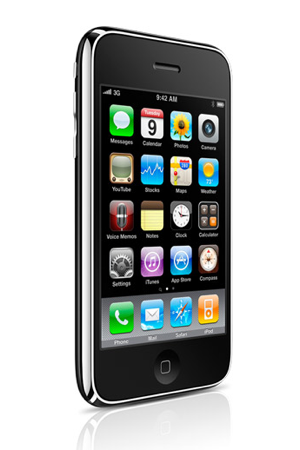 3G 9:42 AM
Tuesday
9
Messages Calendar Photos Camera
73
YouTube Stocks Maps Weather
Voice Memos Notes Clock Calculator
Settings iTunes App Store Compass
Phone Mail Safari iPod